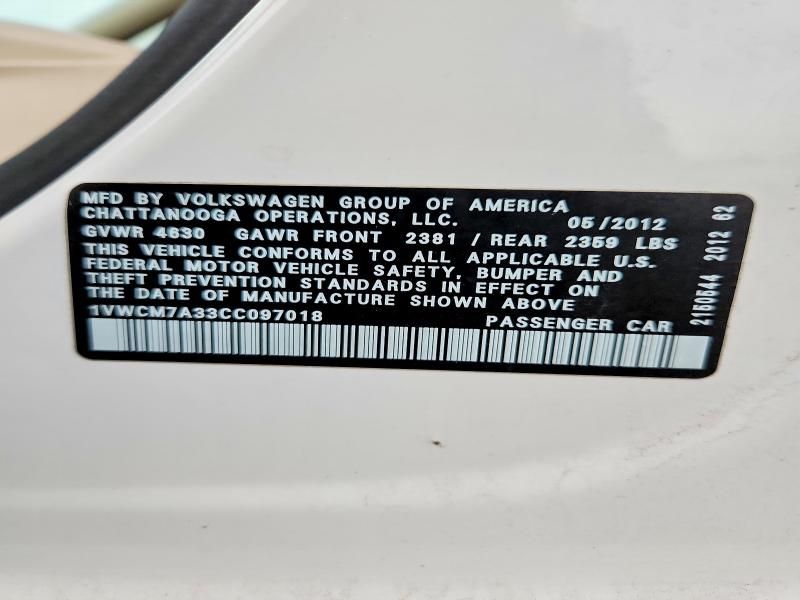 MFD BY VOLKSWAGEN GROUP OF AMERICA
CHATTANOOGA OPERATIONS, LLC. 05/2012
GVWR 4630 GAWR FRONT 2381 / REAR 2359 LBS
THIS VEHICLE CONFORMS TO ALL APPLICABLE U.S.
FEDERAL MOTOR VEHICLE SAFETY, BUMPER AND
THEFT PREVENTION STANDARDS IN EFFECT ON
THE DATE OF MANUFACTURE SHOWN ABOVE
1VWCM7A33CC097018 PASSENGER CAR
2150544 2012 62